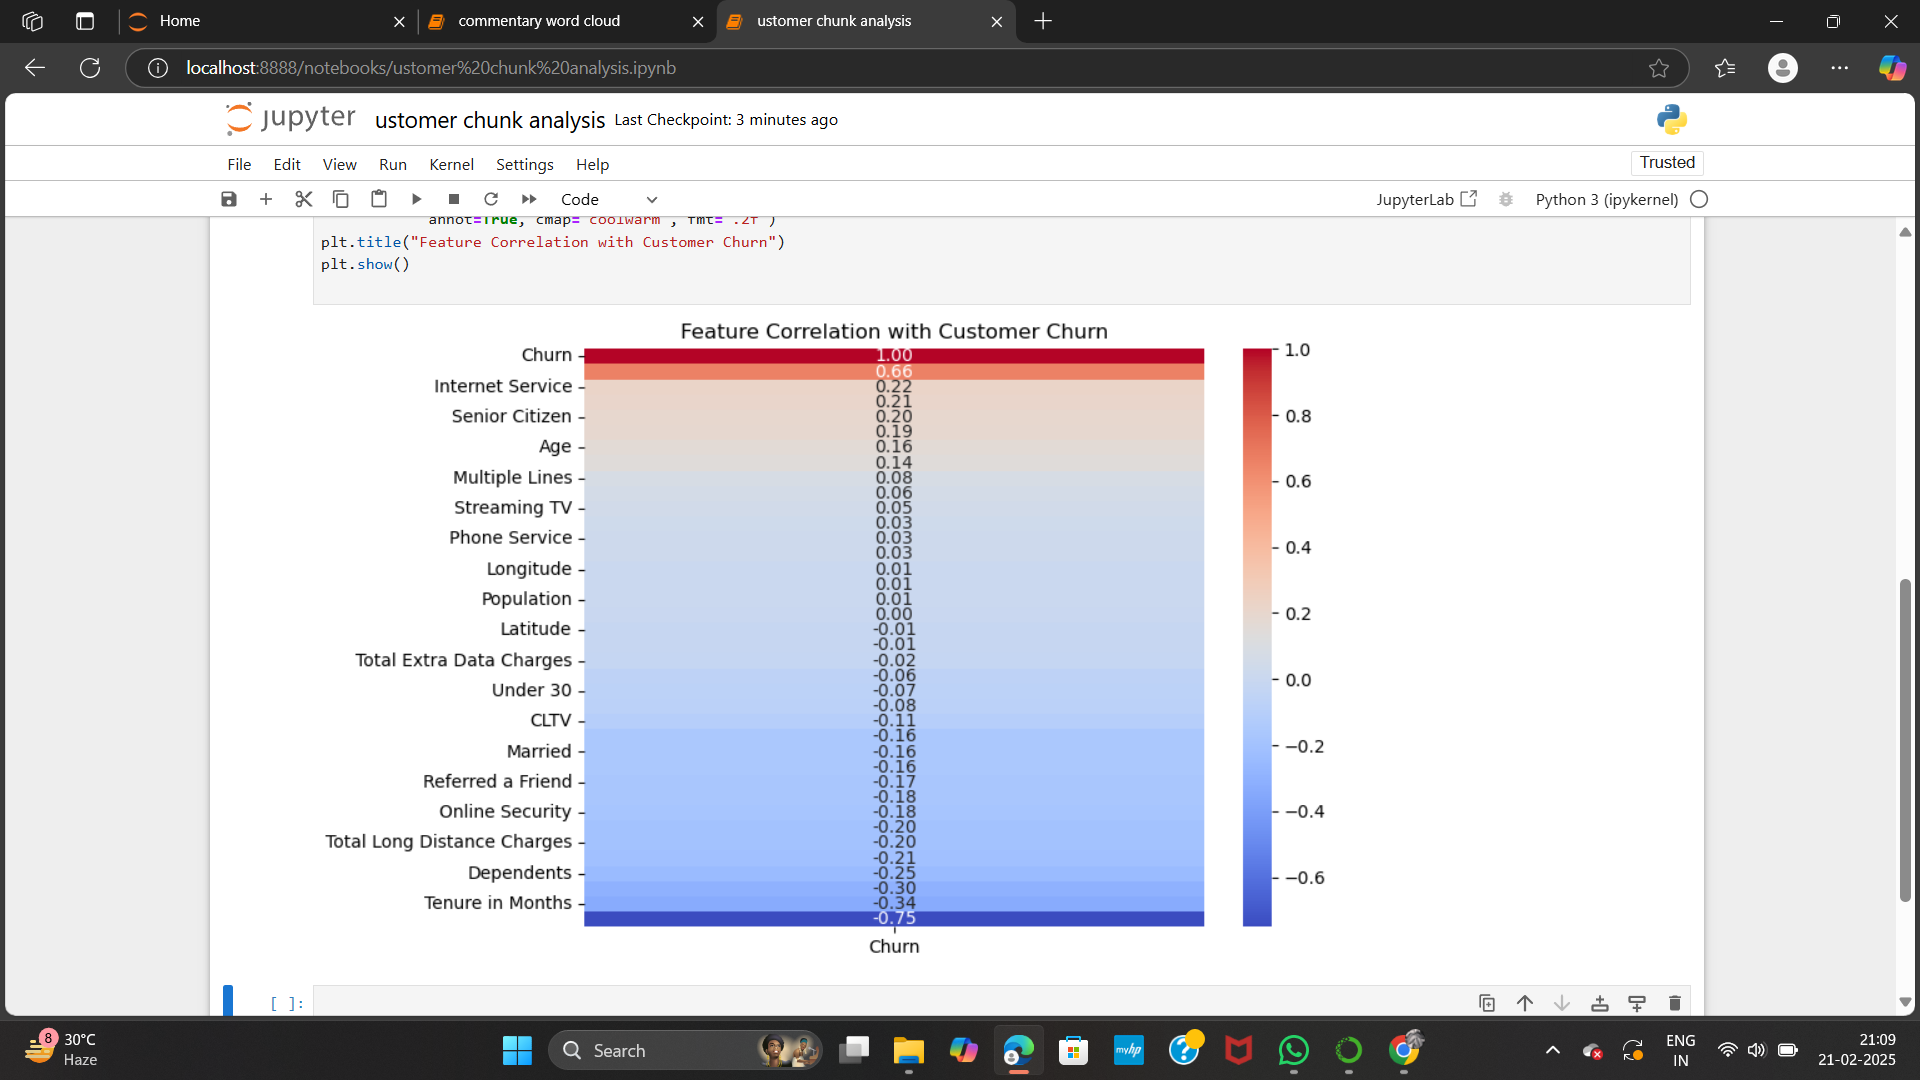 Home
commentary word cloud
ustomer chunk analysis
localhost:8888/notebooks/ustomer%20chunk%20analysis.ipynb
jupyter
ustomer chunk analysis Last Checkpoint: 3 minutes ago
File Edit View Run Kernel Settings Help
Trusted
Code
JupyterLab
Python 3 (ipykernel)
annot=True, cmap="coolwarm", fmt=".2f")
plt.title("Feature Correlation with Customer Churn")
plt.show()
Feature Correlation with Customer Churn
Churn 1.00
0.66
Internet Service 0.22
0.21
Senior Citizen 0.20
0.19
Age 0.16
0.14
Multiple Lines 0.08
0.06
Streaming TV 0.05
0.03
Phone Service 0.03
0.03
Longitude 0.01
0.01
Population 0.01
0.00
Latitude -0.01
-0.01
Total Extra Data Charges -0.02
-0.06
Under 30 -0.07
-0.08
CLTV -0.11
-0.16
Married -0.16
-0.16
Referred a Friend -0.17
-0.18
Online Security -0.18
-0.20
Total Long Distance Charges -0.20
-0.21
Dependents -0.25
-0.30
Tenure in Months -0.34
-0.75
Churn
1.0
0.8
0.6
0.4
0.2
0.0
−0.2
−0.4
−0.6
[ ]:
8
30°C
Haze
Search
myhp
ENG
IN
21:09
21-02-2025